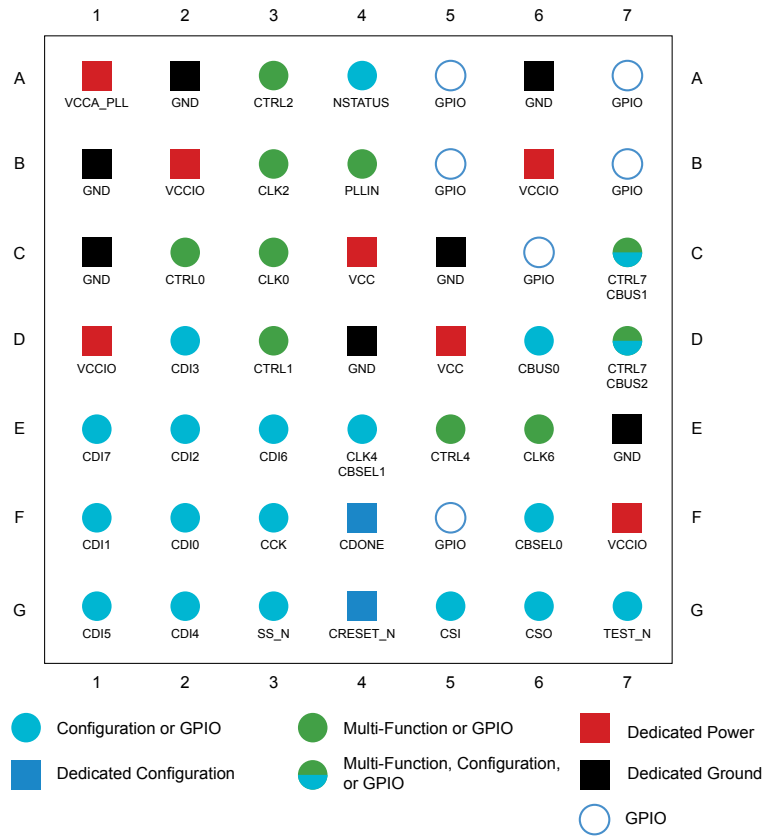 1 2 3 4 5 6 7
A A
VCCA_PLL GND CTRL2 NSTATUS GPIO GND GPIO
B B
GND VCCIO CLK2 PLLIN GPIO VCCIO GPIO
C C
GND CTRL0 CLK0 VCC GND GPIO CTRL7
CBUS1
D D
VCCIO CDI3 CTRL1 GND VCC CBUS0 CTRL7
CBUS2
E E
CDI7 CDI2 CDI6 CLK4 CTRL4 CLK6 GND
CBSEL1
F F
CDI1 CDI0 CCK CDONE GPIO CBSEL0 VCCIO
G G
CDI5 CDI4 SS_N CRESET_N CSI CSO TEST_N
1 2 3 4 5 6 7
Configuration or GPIO Multi-Function or GPIO Dedicated Power
Dedicated Configuration Multi-Function, Configuration, Dedicated Ground
or GPIO
GPIO